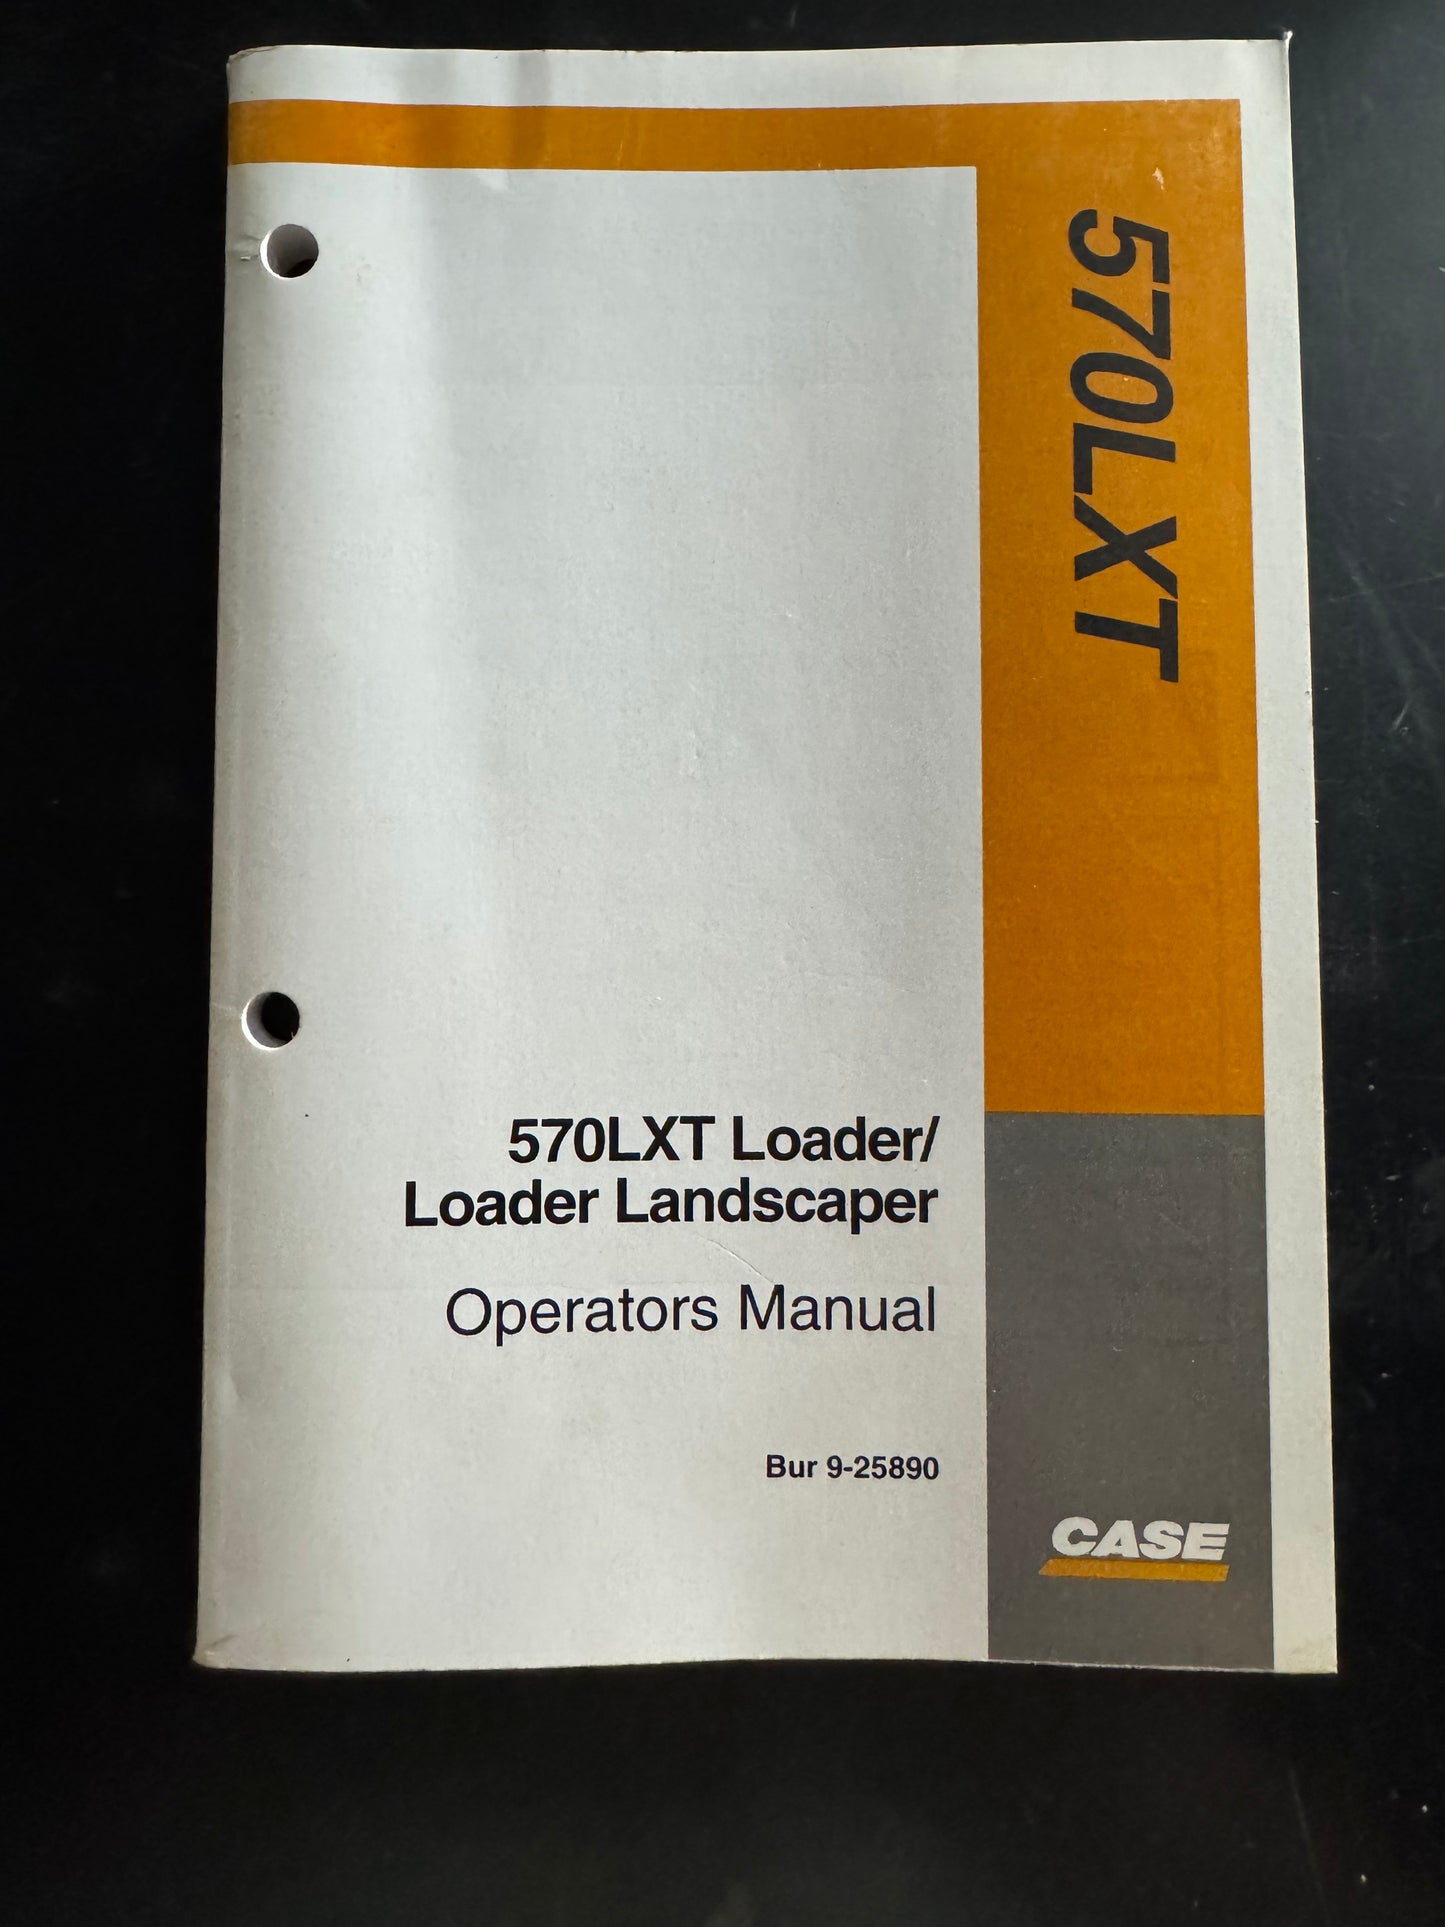 570LXT
570LXT Loader/
Loader Landscaper
Operators Manual
Bur 9-25890
CASE